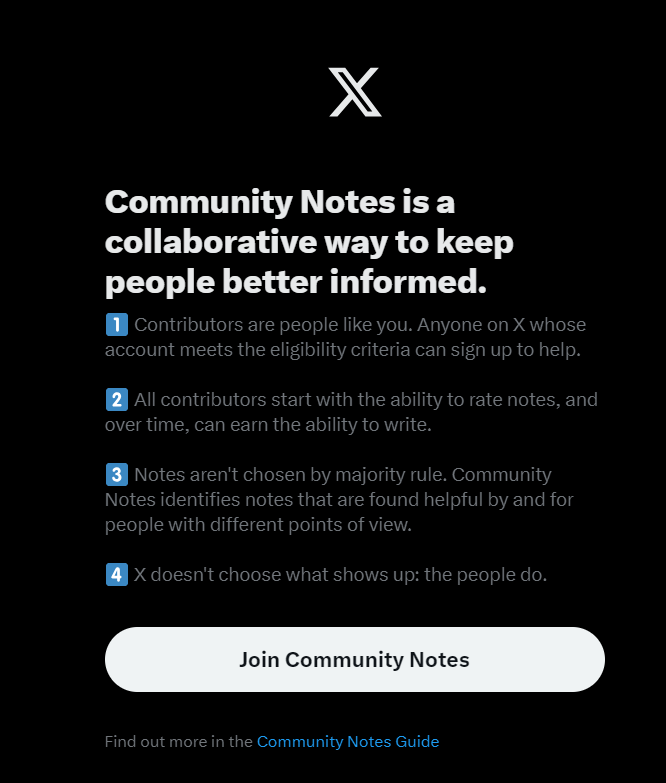 Community Notes is a
collaborative way to keep
people better informed.
1 Contributors are people like you. Anyone on X whose
account meets the eligibility criteria can sign up to help.
2 All contributors start with the ability to rate notes, and
over time, can earn the ability to write.
3 Notes aren't chosen by majority rule. Community
Notes identifies notes that are found helpful by and for
people with different points of view.
4 X doesn't choose what shows up: the people do.
Join Community Notes
Find out more in the Community Notes Guide